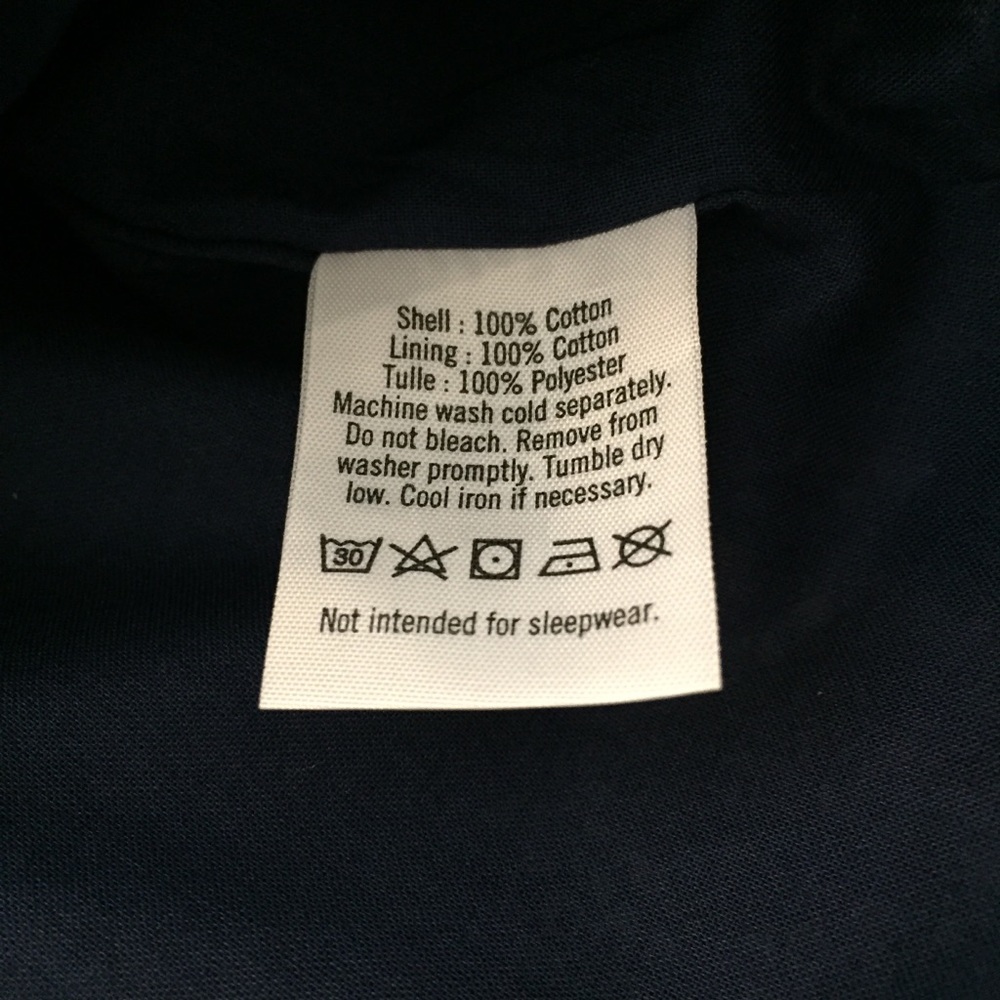 Shell : 100% Cotton
Lining : 100% Cotton
Tulle : 100% Polyester
Machine wash cold separately.
Do not bleach. Remove from
washer promptly. Tumble dry
low. Cool iron if necessary.
30
Not intended for sleepwear.